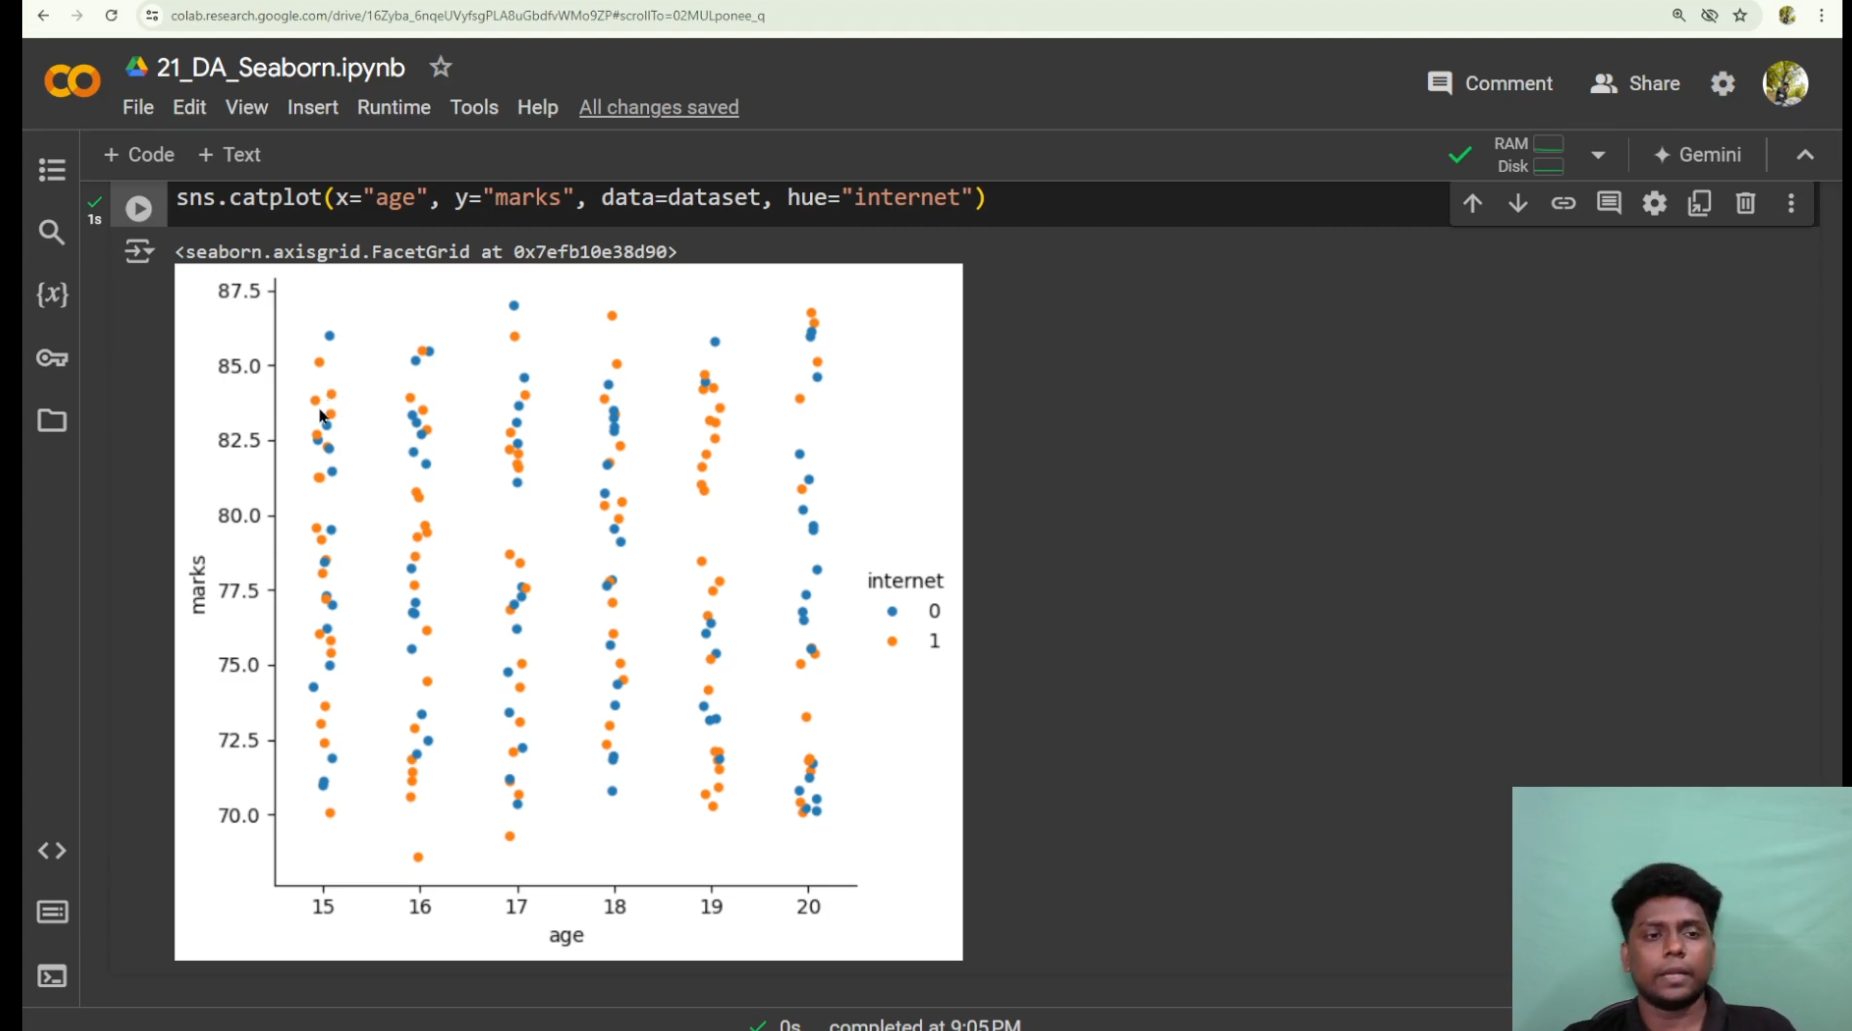 colab.research.google.com/drive/16Zyba_6nqeUVyfsgPLA8uGbdfvWMo9ZP#scrollTo=02MULponee_q
21_DA_Seaborn.ipynb
Comment
Share
File Edit View Insert Runtime Tools Help All changes saved
+ Code + Text
RAM
Disk
Gemini
sns.catplot(x="age", y="marks", data=dataset, hue="internet")
1s
{x}
<seaborn.axisgrid.FacetGrid at 0x7efb10e38d90>
87.5
85.0
82.5
80.0
77.5
75.0
72.5
70.0
marks
internet
0
1
15 16 17 18 19 20
age
0s completed at 9:05 PM